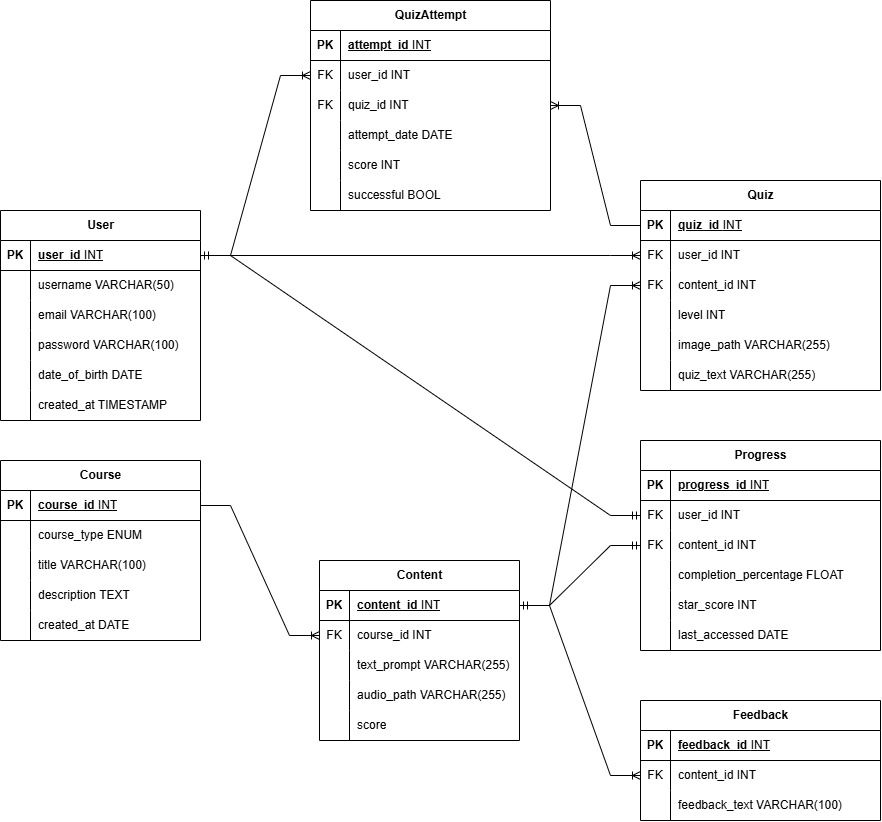 QuizAttempt
PK attempt_id INT
FK user_id INT
FK quiz_id INT
attempt_date DATE
score INT
successful BOOL
Quiz
PK quiz_id INT
FK user_id INT
FK content_id INT
level INT
image_path VARCHAR(255)
quiz_text VARCHAR(255)
User
PK user_id INT
username VARCHAR(50)
email VARCHAR(100)
password VARCHAR(100)
date_of_birth DATE
created_at TIMESTAMP
Course
PK course_id INT
course_type ENUM
title VARCHAR(100)
description TEXT
created_at DATE
Progress
PK progress_id INT
FK user_id INT
FK content_id INT
completion_percentage FLOAT
star_score INT
last_accessed DATE
Content
PK content_id INT
FK course_id INT
text_prompt VARCHAR(255)
audio_path VARCHAR(255)
score
Feedback
PK feedback_id INT
FK content_id INT
feedback_text VARCHAR(100)